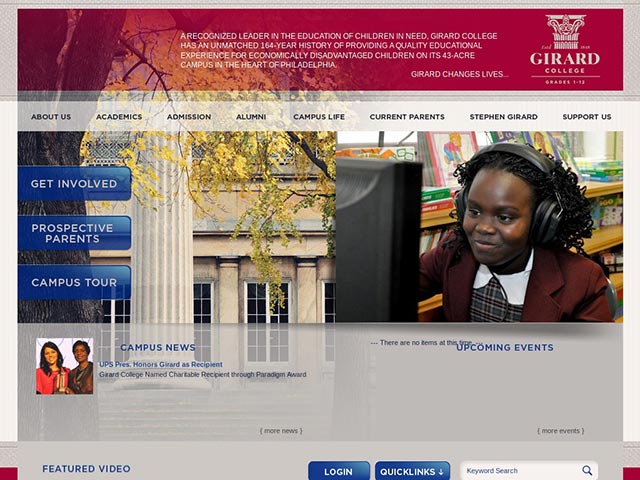 A RECOGNIZED LEADER IN THE EDUCATION OF CHILDREN IN NEED, GIRARD COLLEGE
HAS AN UNMATCHED 164-YEAR HISTORY OF PROVIDING A QUALITY EDUCATIONAL
EXPERIENCE FOR ECONOMICALLY DISADVANTAGED CHILDREN ON ITS 43-ACRE
CAMPUS IN THE HEART OF PHILADELPHIA.
GIRARD CHANGES LIVES...
Estd 1848
GIRARD
COLLEGE
GRADES 1-12
ABOUT US ACADEMICS ADMISSION ALUMNI CAMPUS LIFE CURRENT PARENTS STEPHEN GIRARD SUPPORT US
GET INVOLVED
PROSPECTIVE
PARENTS
CAMPUS TOUR
CAMPUS NEWS
UPS Pres. Honors Girard as Recipient
Girard College Named Charitable Recipient through Paradigm Award
{ more news }
--- There are no items at this time. ---
UPCOMING EVENTS
{ more events }
FEATURED VIDEO
LOGIN
QUICKLINKS ↓
Keyword Search